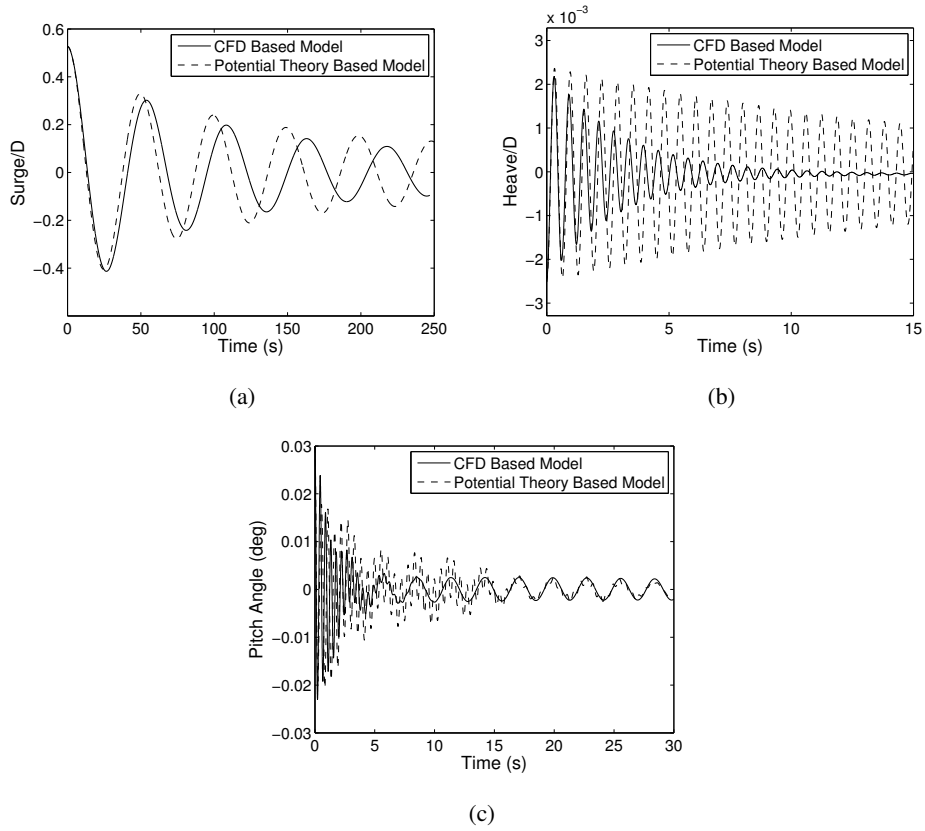 0.6
0.4
0.2
0
−0.2
−0.4
0 50 100 150 200 250
Surge/D
Time (s)
CFD Based Model
Potential Theory Based Model
(a)
x 10⁻³
3
2
1
0
−1
−2
−3
0 5 10 15
Heave/D
Time (s)
CFD Based Model
Potential Theory Based Model
(b)
0.03
0.02
0.01
0
−0.01
−0.02
−0.03
0 5 10 15 20 25 30
Pitch Angle (deg)
Time (s)
CFD Based Model
Potential Theory Based Model
(c)